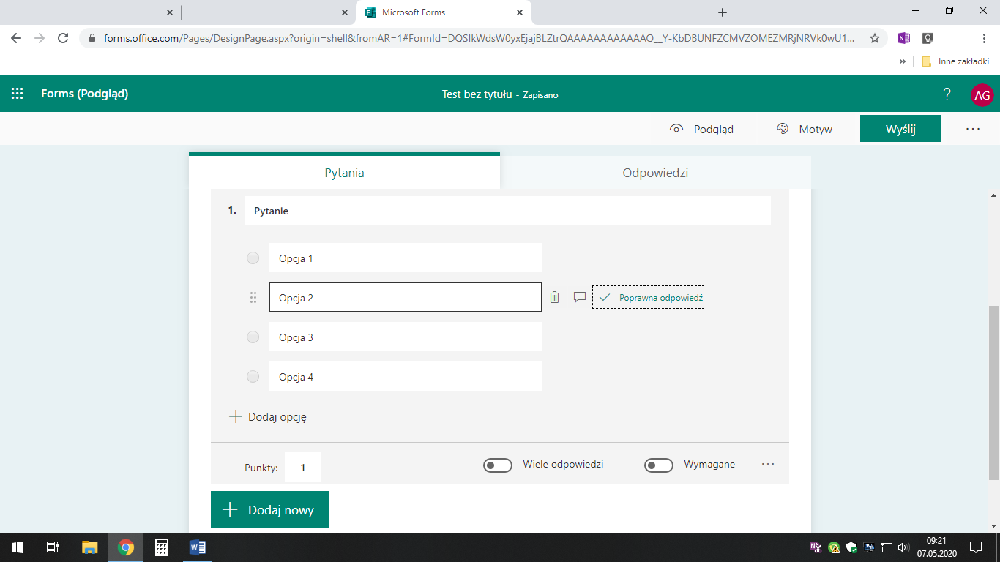 Microsoft Forms
forms.office.com/Pages/DesignPage.aspx?origin=shell&fromAR=1#FormId=DQSIkWdsW0yxEjajBLZtrQAAAAAAAAAAAAO__Y-KbDBUNFZCMVZOMEZMRjNRVk0wU1...
» Inne zakładki
Forms (Podgląd)
Test bez tytułu - Zapisano
? AG
Podgląd
Motyw
Wyślij
...
Pytania
Odpowiedzi
1. Pytanie
Opcja 1
Opcja 2
Poprawna odpowiedź
Opcja 3
Opcja 4
Dodaj opcję
Punkty: 1
Wiele odpowiedzi
Wymagane
...
Dodaj nowy
09:21
07.05.2020